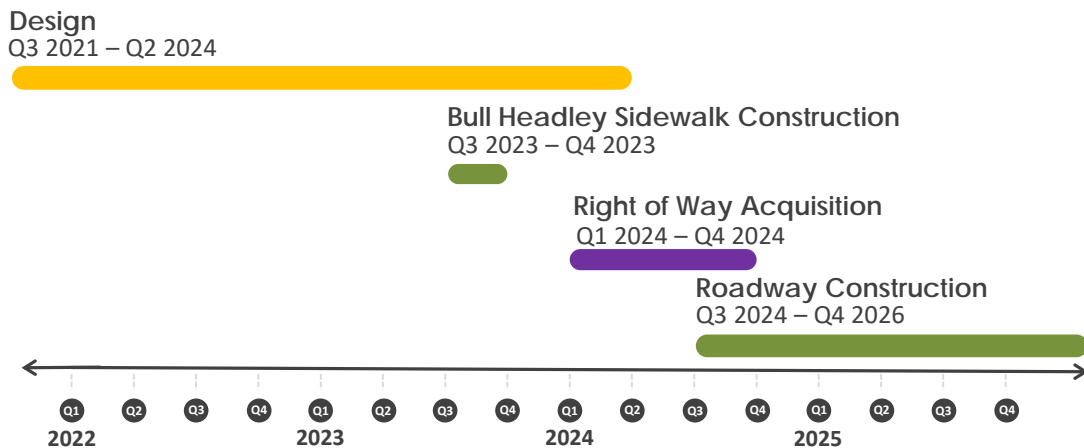 Design
Q3 2021 – Q2 2024
Bull Headley Sidewalk Construction
Q3 2023 – Q4 2023
Right of Way Acquisition
Q1 2024 – Q4 2024
Roadway Construction
Q3 2024 – Q4 2026
Q1 Q2 Q3 Q4 Q1 Q2 Q3 Q4 Q1 Q2 Q3 Q4 Q1 Q2 Q3 Q4
2022 2023 2024 2025